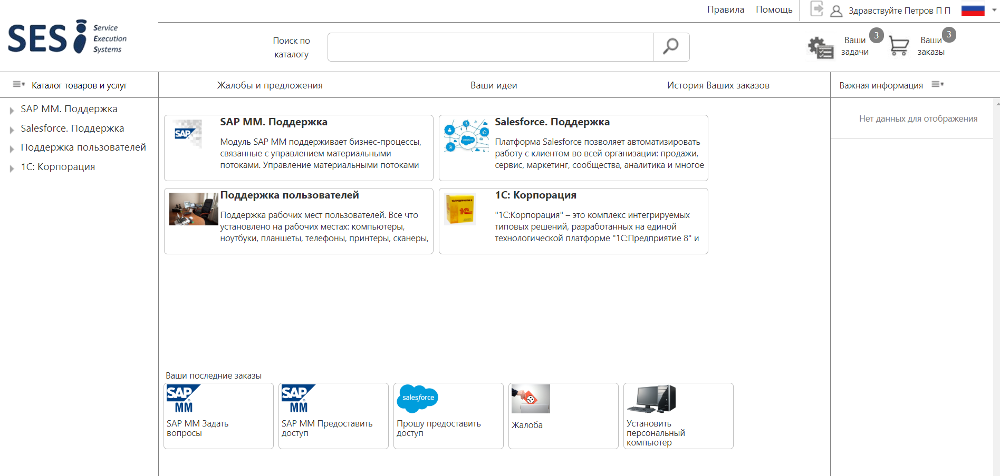 Правила
Помощь
Здравствуйте Петров П П
SES
Service
Execution
Systems
Поиск по
каталогу
Ваши
задачи
3
Ваши
заказы
3
Каталог товаров и услуг
Жалобы и предложения
Ваши идеи
История Ваших заказов
Важная информация
SAP MM. Поддержка
Salesforce. Поддержка
Поддержка пользователей
1С: Корпорация
Нет данных для отображения
SAP
SAP MM. Поддержка
Модуль SAP MM поддерживает бизнес-процессы,
связанные с управлением материальными
потоками. Управление материальными потоками
salesforce
Salesforce. Поддержка
Платформа Salesforce позволяет автоматизировать
работу с клиентом во всей организации: продажи,
сервис, маркетинг, сообщества, аналитика и многое
Поддержка пользователей
Поддержка рабочих мест пользователей. Все что
установлено на рабочих местах: компьютеры,
ноутбуки, планшеты, телефоны, принтеры, сканеры,
1С
1С: Корпорация
"1С:Корпорация" – это комплекс интегрируемых
типовых решений, разработанных на единой
технологической платформе "1С:Предприятие 8" и
Ваши последние заказы
SAP
MM
SAP MM Задать
вопросы
SAP
MM
SAP MM Предоставить
доступ
salesforce
Прошу предоставить
доступ
Жалоба
Установить
персональный
компьютер